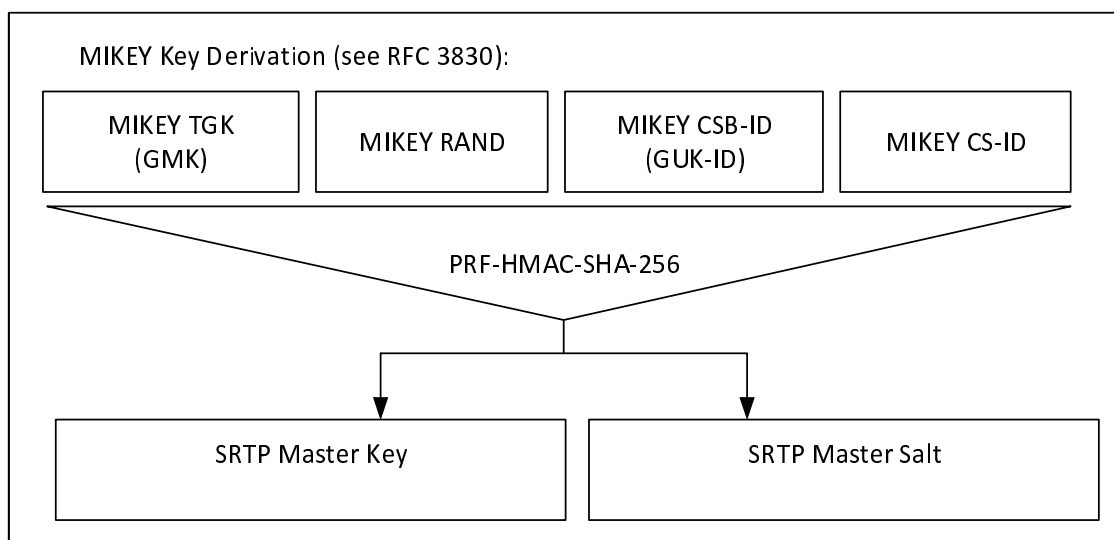 MIKEY Key Derivation (see RFC 3830):
MIKEY TGK
(GMK)
MIKEY RAND
MIKEY CSB-ID
(GUK-ID)
MIKEY CS-ID
PRF-HMAC-SHA-256
SRTP Master Key
SRTP Master Salt